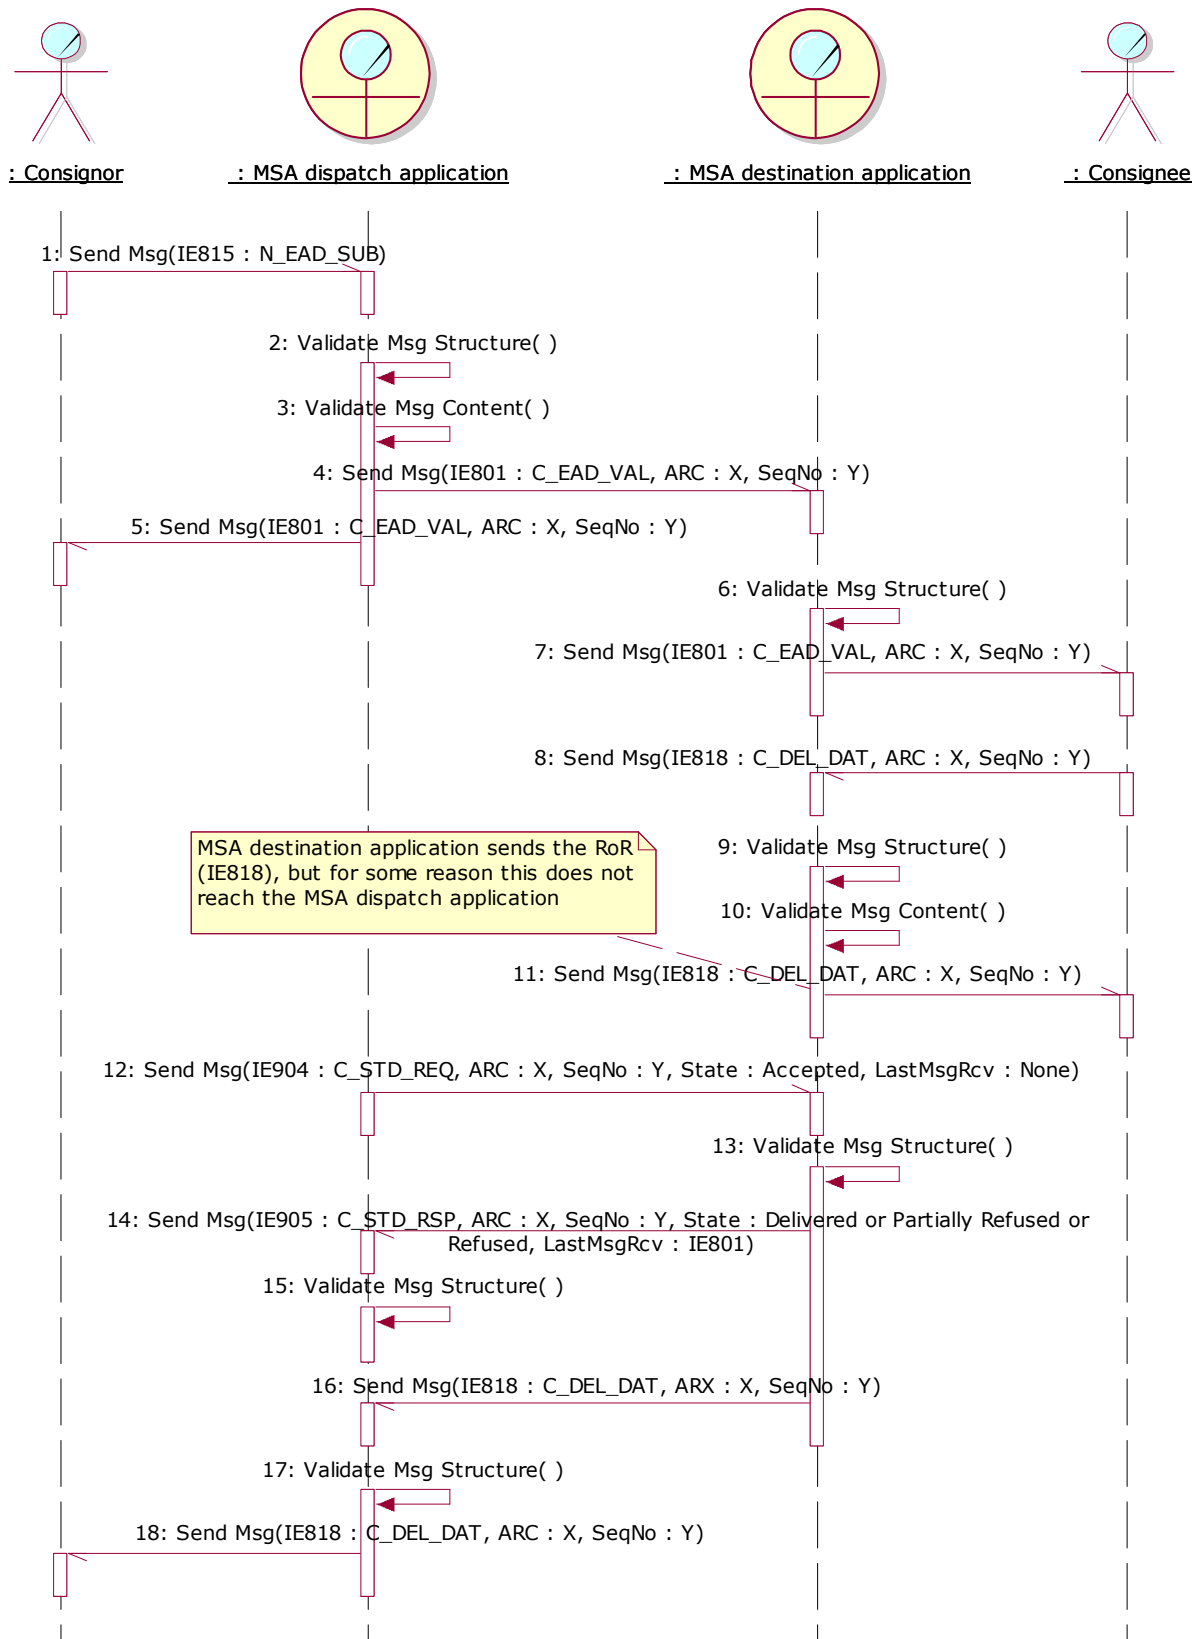 : Consignor
: MSA dispatch application
: MSA destination application
: Consignee
1: Send Msg(IE815 : N_EAD_SUB)
2: Validate Msg Structure( )
3: Validate Msg Content( )
4: Send Msg(IE801 : C_EAD_VAL, ARC : X, SeqNo : Y)
5: Send Msg(IE801 : C_EAD_VAL, ARC : X, SeqNo : Y)
6: Validate Msg Structure( )
7: Send Msg(IE801 : C_EAD_VAL, ARC : X, SeqNo : Y)
8: Send Msg(IE818 : C_DEL_DAT, ARC : X, SeqNo : Y)
MSA destination application sends the RoR
(IE818), but for some reason this does not
reach the MSA dispatch application
9: Validate Msg Structure( )
10: Validate Msg Content( )
11: Send Msg(IE818 : C_DEL_DAT, ARC : X, SeqNo : Y)
12: Send Msg(IE904 : C_STD_REQ, ARC : X, SeqNo : Y, State : Accepted, LastMsgRcv : None)
13: Validate Msg Structure( )
14: Send Msg(IE905 : C_STD_RSP, ARC : X, SeqNo : Y, State : Delivered or Partially Refused or
Refused, LastMsgRcv : IE801)
15: Validate Msg Structure( )
16: Send Msg(IE818 : C_DEL_DAT, ARX : X, SeqNo : Y)
17: Validate Msg Structure( )
18: Send Msg(IE818 : C_DEL_DAT, ARC : X, SeqNo : Y)